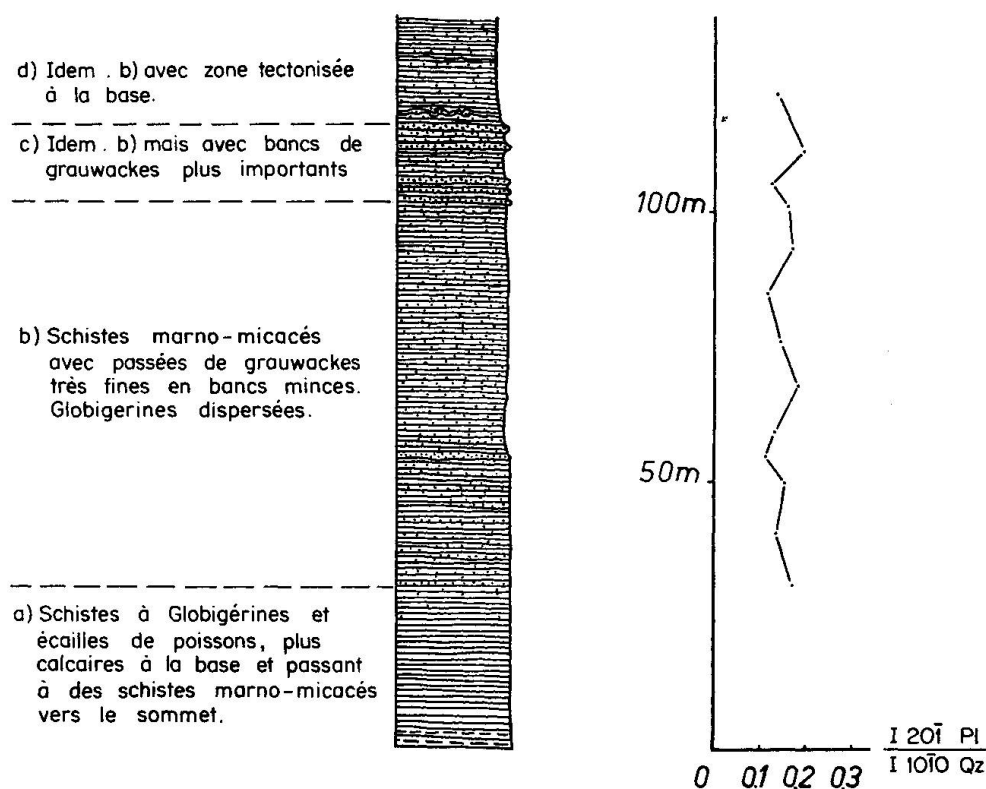 d) Idem . b) avec zone tectonisée
à la base.
c) Idem . b) mais avec bancs de
grauwackes plus importants
b) Schistes marno-micacés
avec passées de grauwackes
très fines en bancs minces.
Globigerines dispersées.
a) Schistes à Globigérines et
écailles de poissons, plus
calcaires à la base et passant
à des schistes marno-micacés
vers le sommet.
100m
50m
0 0,1 0,2 0,3
I 201̄ Pl
I 101̄0 Qz